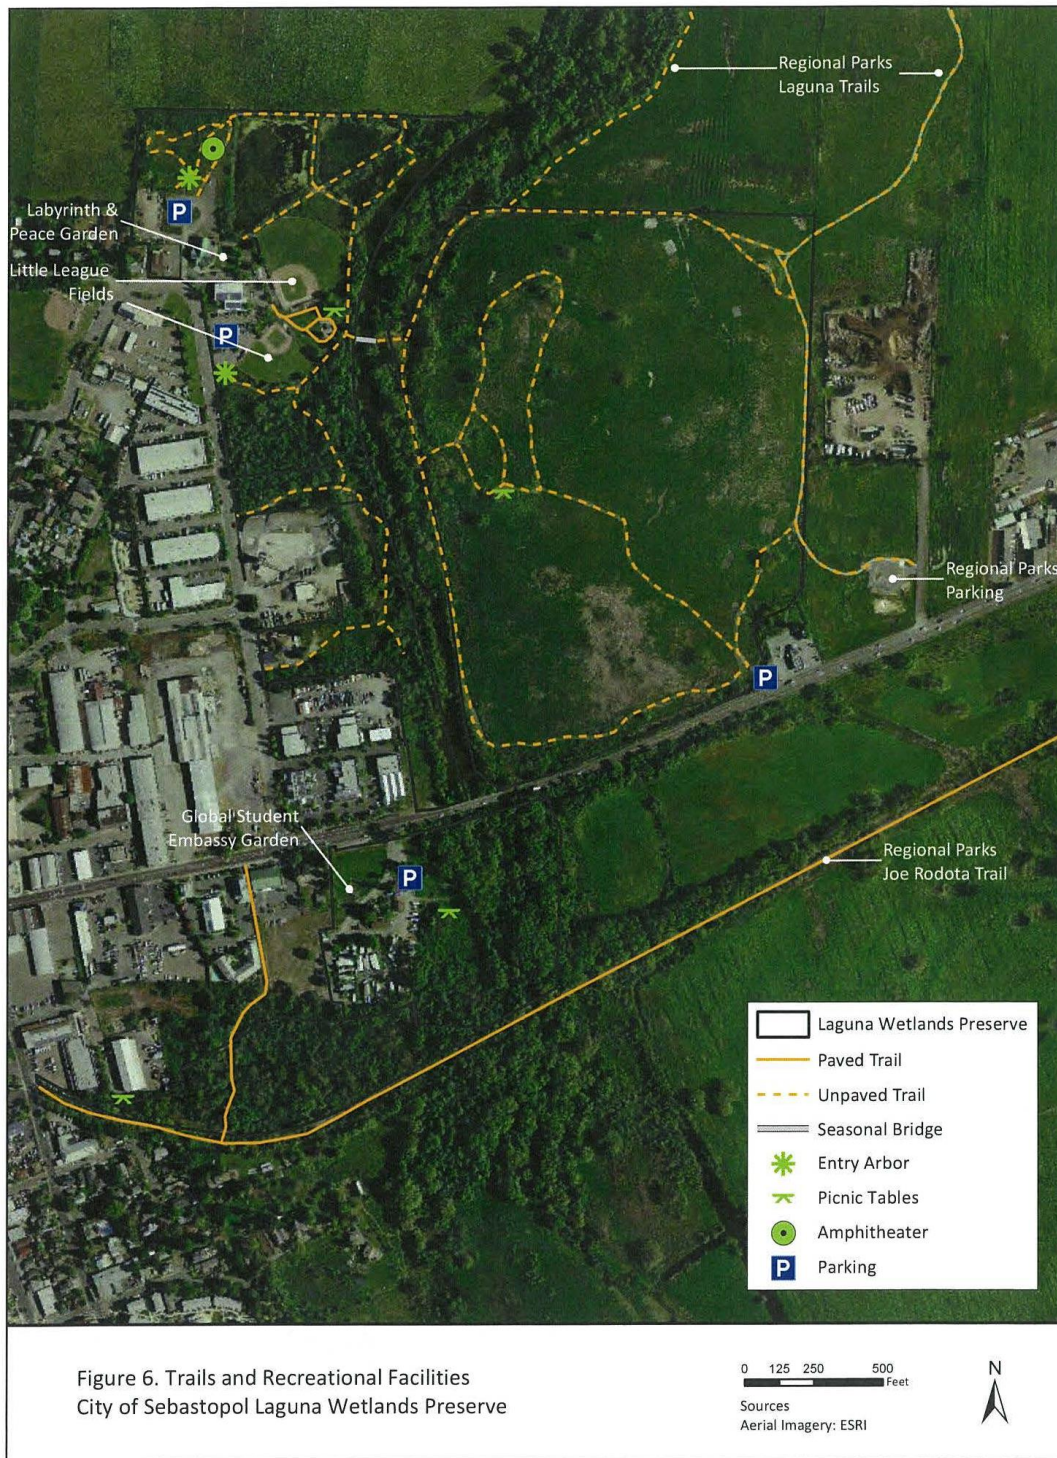 Regional Parks
Laguna Trails
Labyrinth &
Peace Garden
Little League
Fields
P
P
Regional Parks
Parking
P
Global Student
Embassy Garden
P
Regional Parks
Joe Rodota Trail
Laguna Wetlands Preserve
Paved Trail
Unpaved Trail
Seasonal Bridge
Entry Arbor
Picnic Tables
Amphitheater
P Parking
Figure 6. Trails and Recreational Facilities
City of Sebastopol Laguna Wetlands Preserve
0 125 250 500
Feet
Sources
Aerial Imagery: ESRI
N